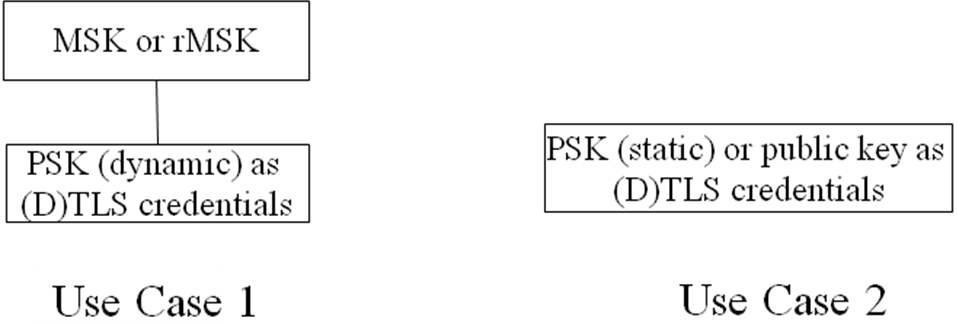 MSK or rMSK
PSK (dynamic) as
(D)TLS credentials
Use Case 1
PSK (static) or public key as
(D)TLS credentials
Use Case 2